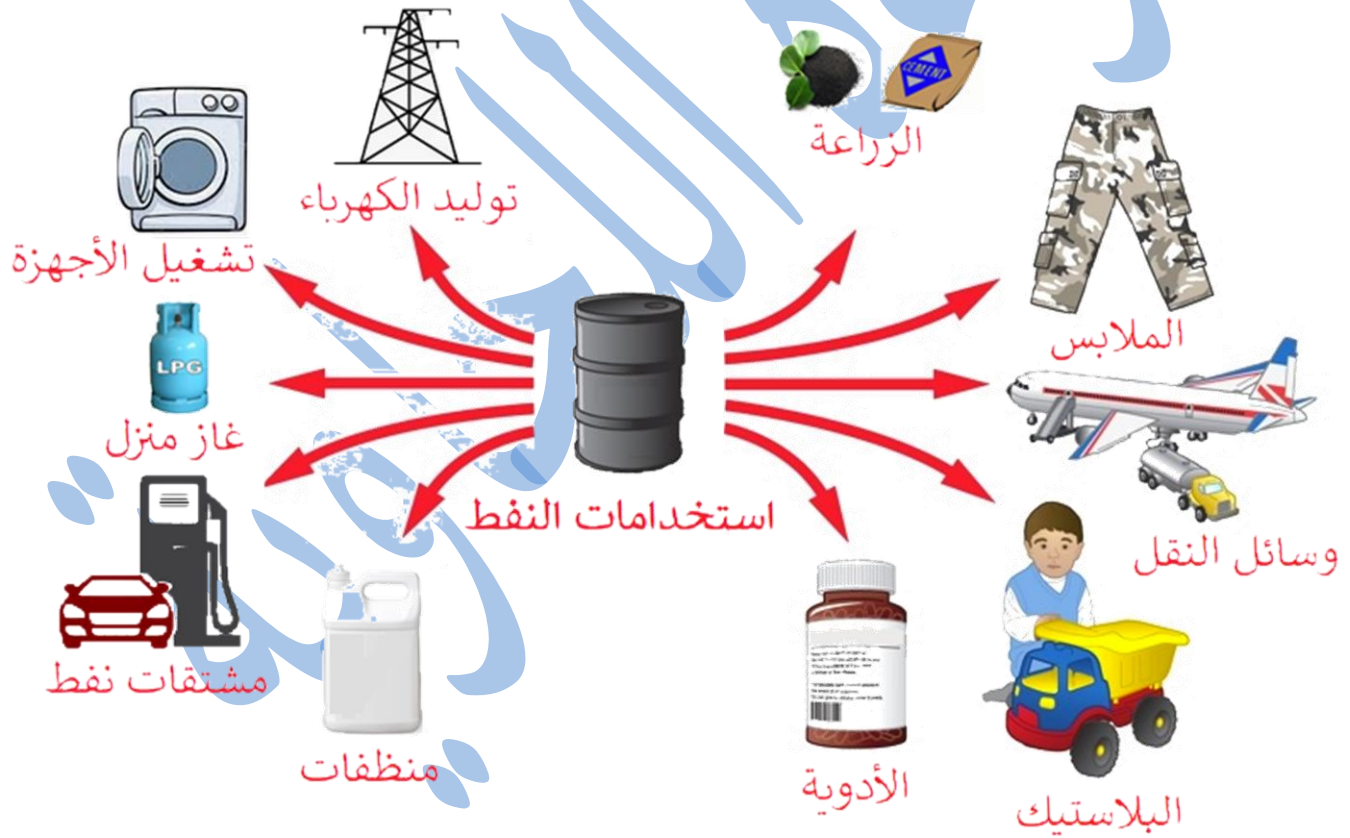 CEMENT
الزراعة
توليد الكهرباء
تشغيل الأجهزة
الملابس
LPG
غاز منزل
استخدامات النفط
وسائل النقل
مشتقات نفط
منظفات
الأدوية
البلاستيك